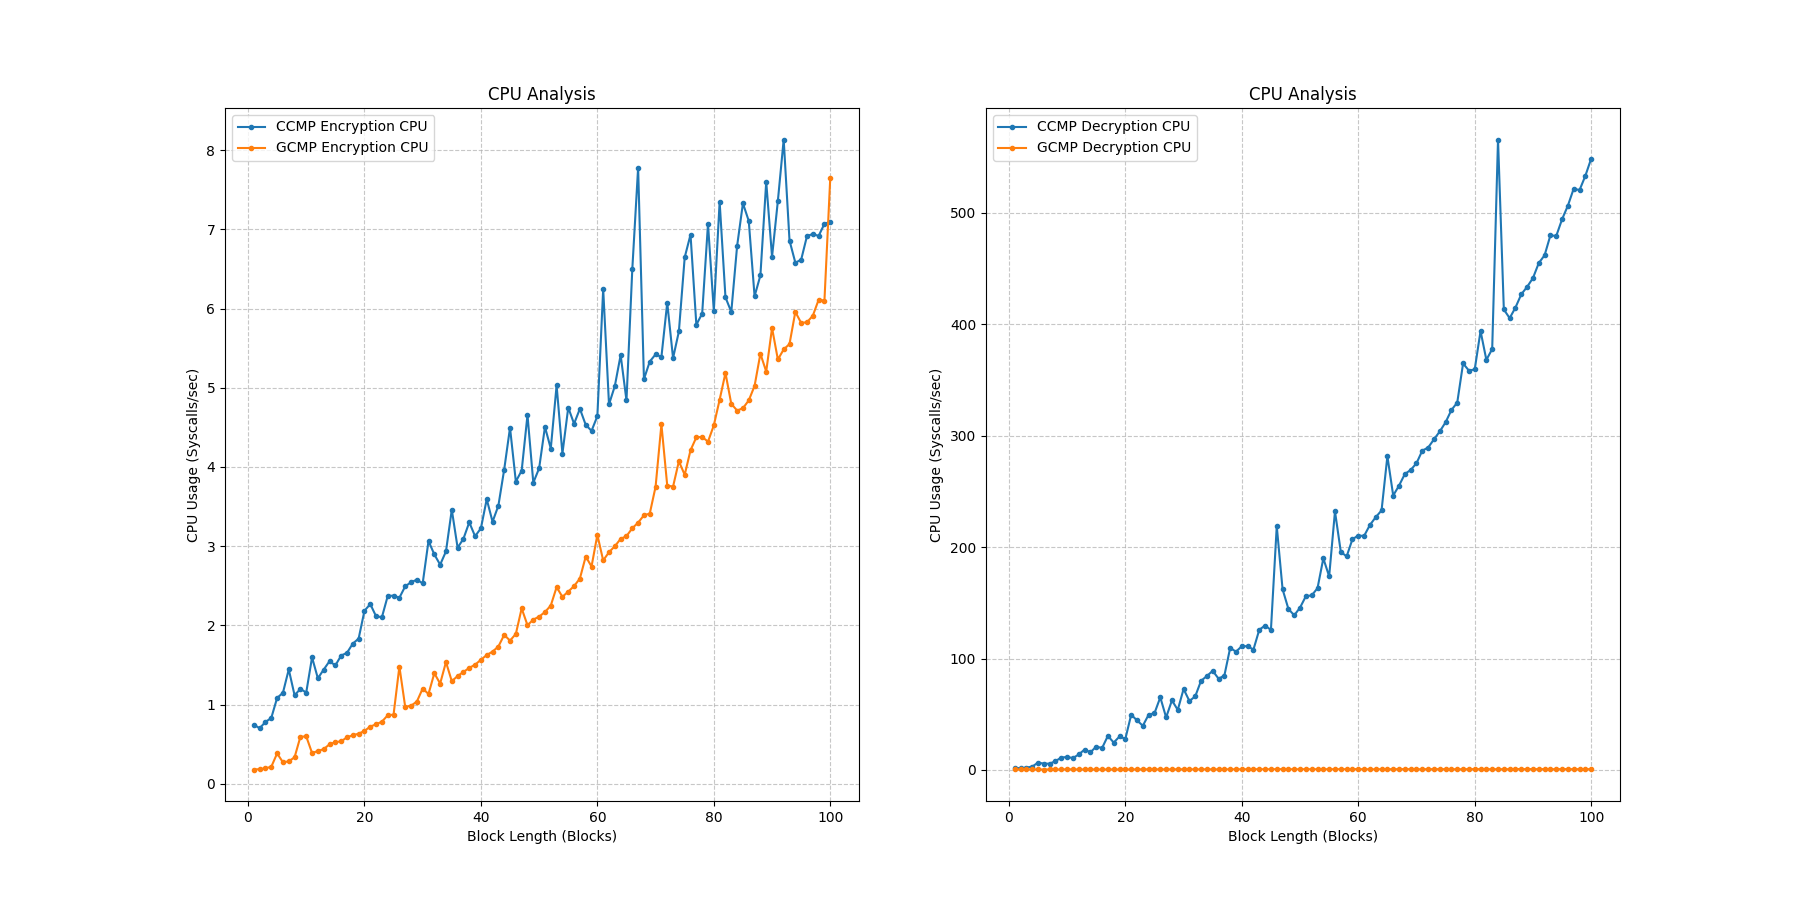 CPU Analysis
CCMP Encryption CPU
GCMP Encryption CPU
8
7
6
5
4
3
2
1
0
CPU Usage (Syscalls/sec)
0 20 40 60 80 100
Block Length (Blocks)
CPU Analysis
CCMP Decryption CPU
GCMP Decryption CPU
500
400
300
200
100
0
CPU Usage (Syscalls/sec)
0 20 40 60 80 100
Block Length (Blocks)